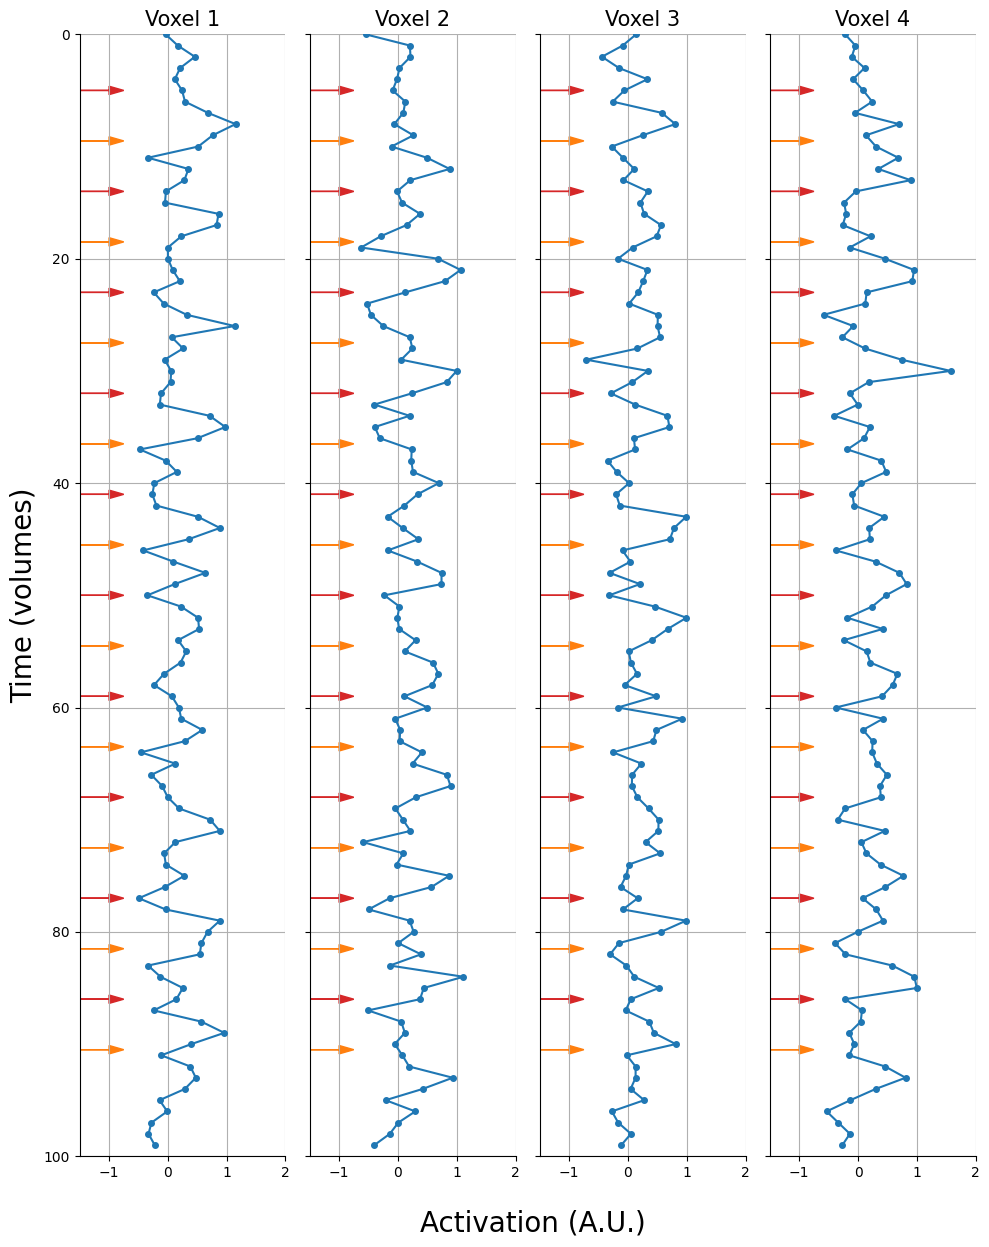 Voxel 1 Voxel 2 Voxel 3 Voxel 4
0
20
40
60
80
100
Time (volumes)
−1 0 1 2 −1 0 1 2 −1 0 1 2 −1 0 1 2
Activation (A.U.)